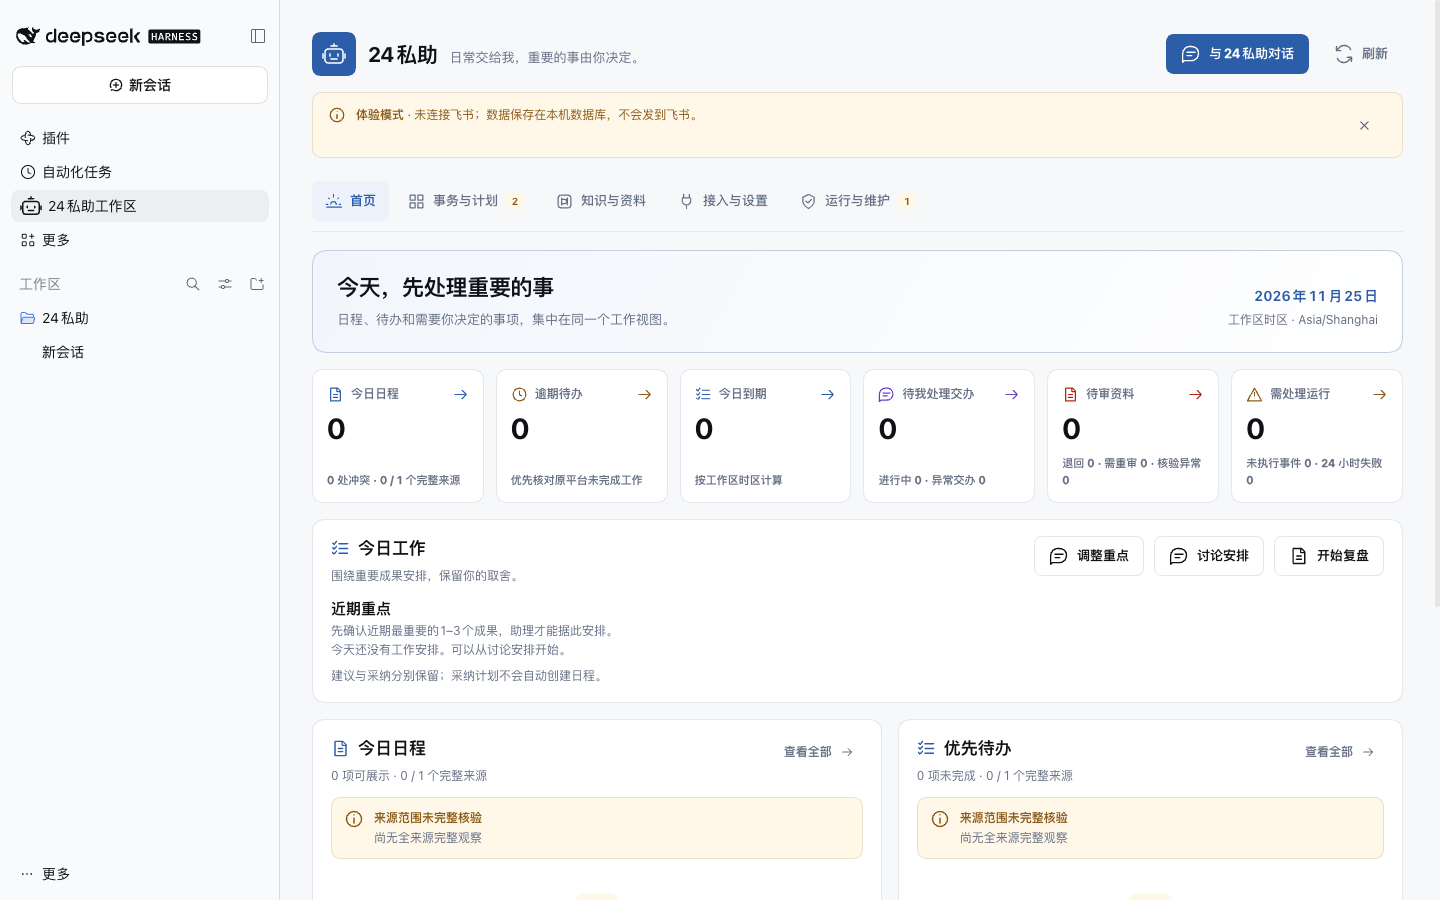 deepseek HARNESS
新会话
插件
自动化任务
24 私助工作区
更多
工作区
24 私助
新会话
更多
24 私助
日常交给我，重要的事由你决定。
与 24 私助对话
刷新
体验模式 · 未连接飞书；数据保存在本机数据库，不会发到飞书。
首页
事务与计划 2
知识与资料
接入与设置
运行与维护 1
今天，先处理重要的事
日程、待办和需要你决定的事项，集中在同一个工作视图。
2026 年 11 月 25 日
工作区时区 · Asia/Shanghai
今日日程
0
0 处冲突 · 0 / 1 个完整来源
逾期待办
0
优先核对原平台未完成工作
今日到期
0
按工作区时区计算
待我处理交办
0
进行中 0 · 异常交办 0
待审资料
0
退回 0 · 需重审 0 · 核验异常
0
需处理运行
0
未执行事件 0 · 24 小时失败
0
今日工作
围绕重要成果安排，保留你的取舍。
调整重点
讨论安排
开始复盘
近期重点
先确认近期最重要的 1–3 个成果，助理才能据此安排。
今天还没有工作安排。可以从讨论安排开始。
建议与采纳分别保留；采纳计划不会自动创建日程。
今日日程
查看全部
0 项可展示 · 0 / 1 个完整来源
来源范围未完整核验
尚无全来源完整观察
优先待办
查看全部
0 项未完成 · 0 / 1 个完整来源
来源范围未完整核验
尚无全来源完整观察